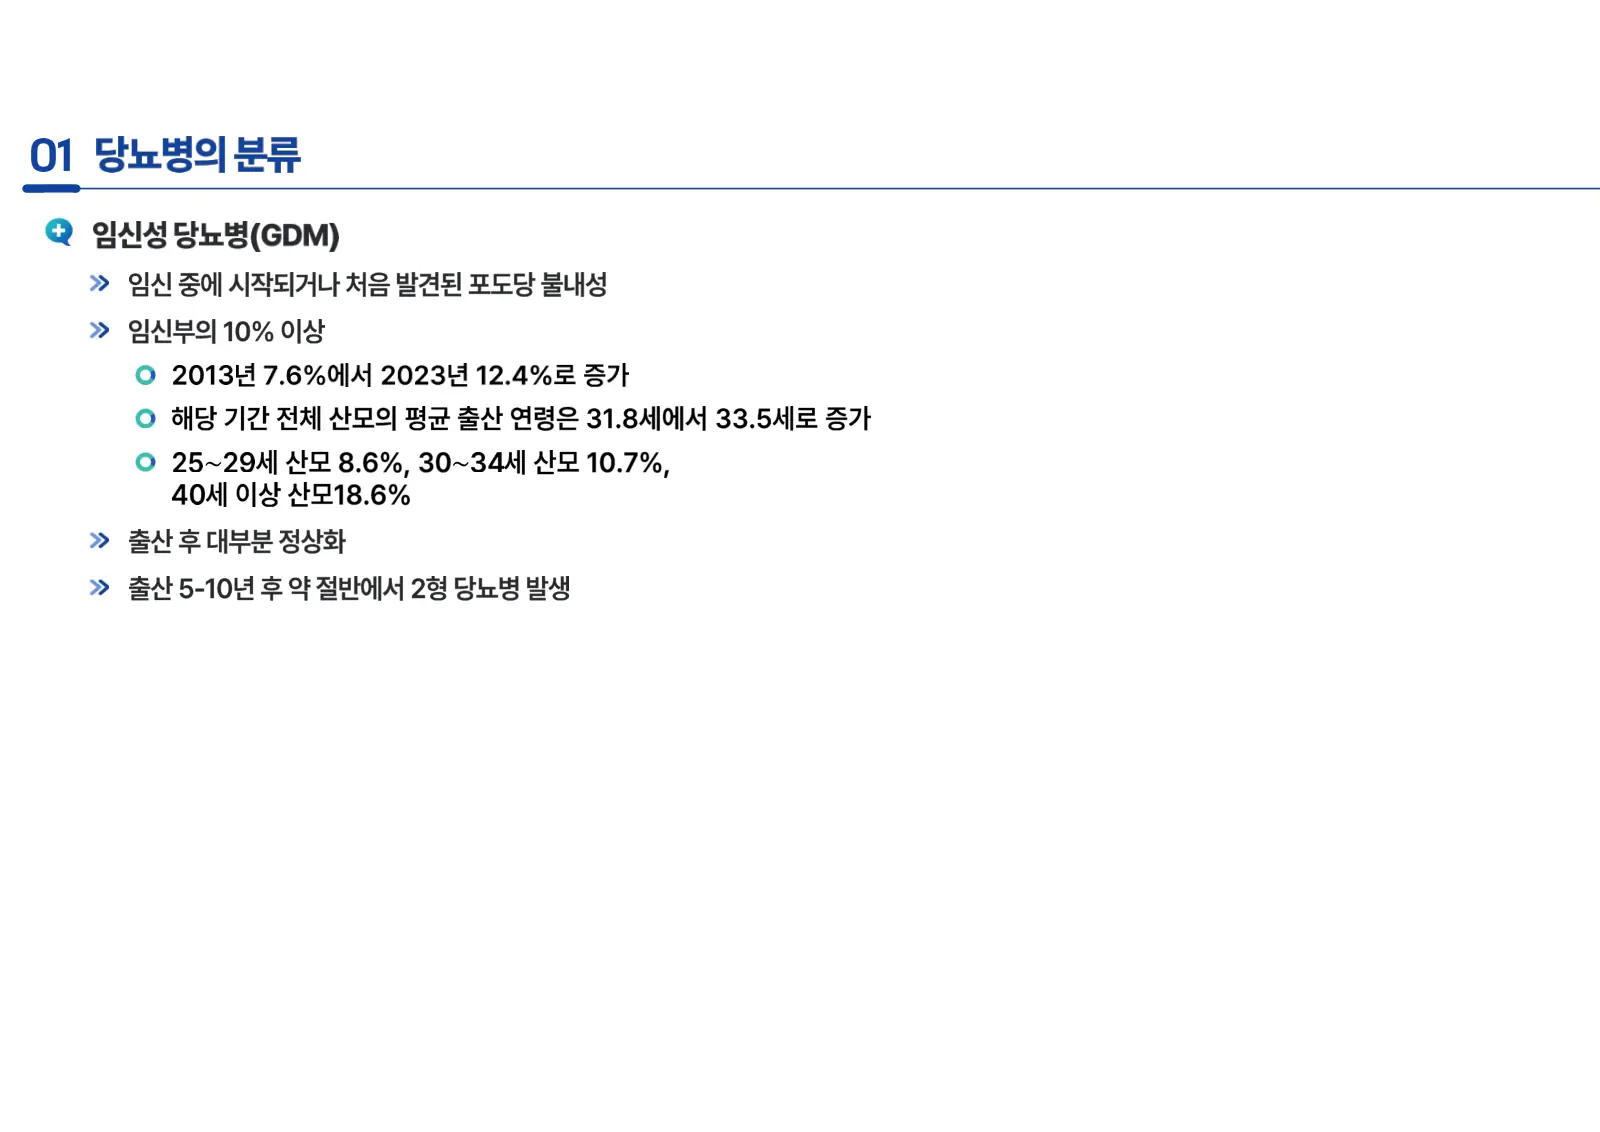 01 당뇨병의 분류
임신성 당뇨병(GDM)
임신 중에 시작되거나 처음 발견된 포도당 불내성
임신부의 10% 이상
2013년 7.6%에서 2023년 12.4%로 증가
해당 기간 전체 산모의 평균 출산 연령은 31.8세에서 33.5세로 증가
25~29세 산모 8.6%, 30~34세 산모 10.7%,
40세 이상 산모18.6%
출산 후 대부분 정상화
출산 5-10년 후 약 절반에서 2형 당뇨병 발생